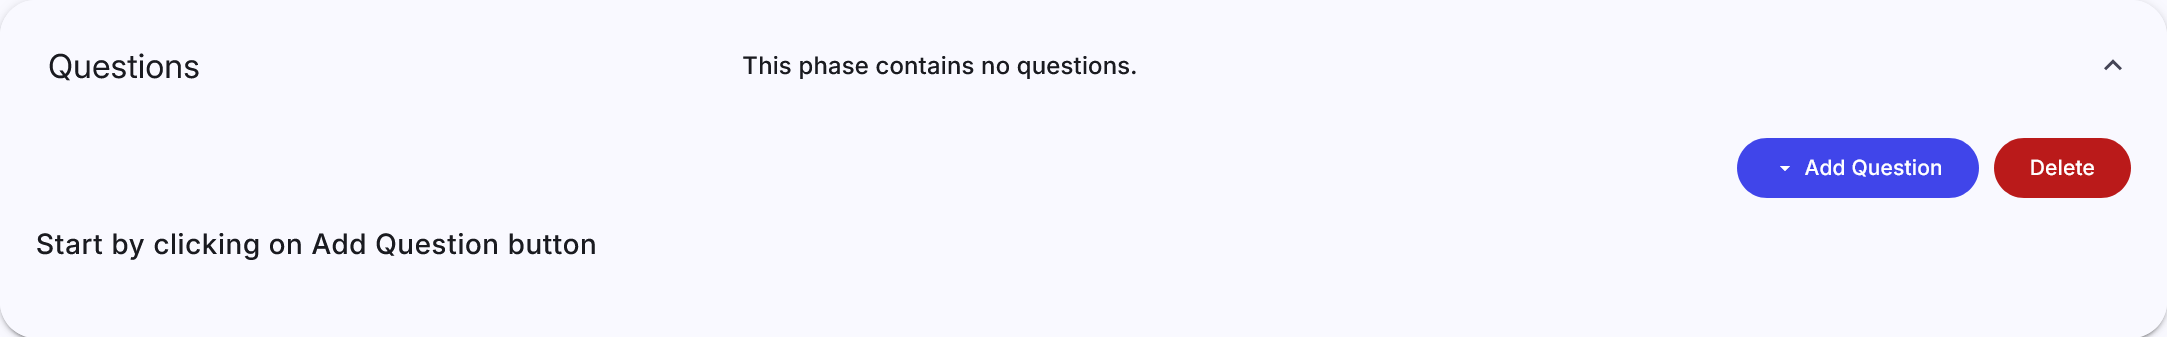 Questions
This phase contains no questions.
Add Question
Delete
Start by clicking on Add Question button